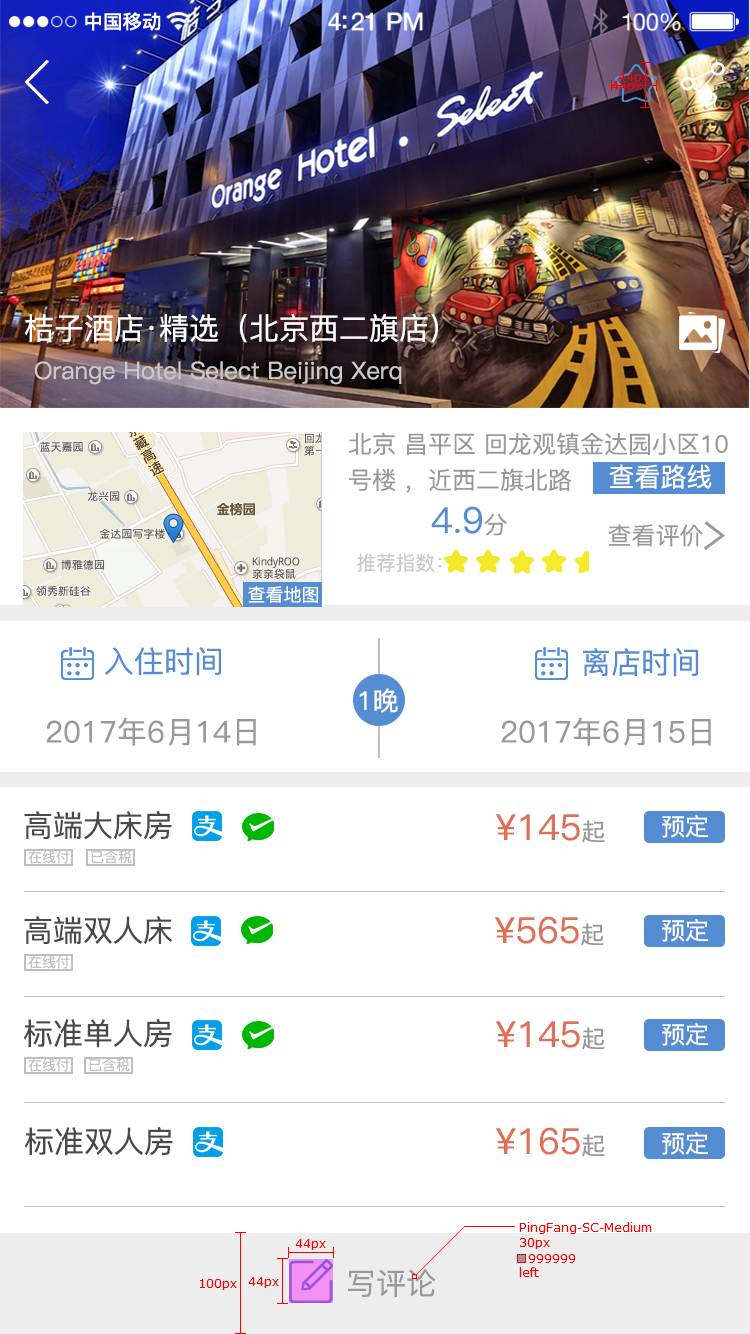 中国移动 4:21 PM 100%
Orange Hotel · Select
桔子酒店·精选（北京西二旗店）
Orange Hotel Select Beijing Xerq
蓝天嘉园
龙兴园
金榜园
金达园写字楼
博雅德园
KindyROO
亲亲袋鼠
领秀新硅谷
查看地图
北京 昌平区 回龙观镇金达园小区10
号楼 ，近西二旗北路 查看路线
4.9分
推荐指数:
查看评价
入住时间 离店时间
1晚
2017年6月14日 2017年6月15日
高端大床房 支 ¥145起 预定
在线付 已含税
高端双人床 支 ¥565起 预定
在线付
标准单人房 支 ¥145起 预定
在线付 已含税
标准双人房 支 ¥165起 预定
PingFang-SC-Medium
30px
999999
left
44px
44px
100px
写评论